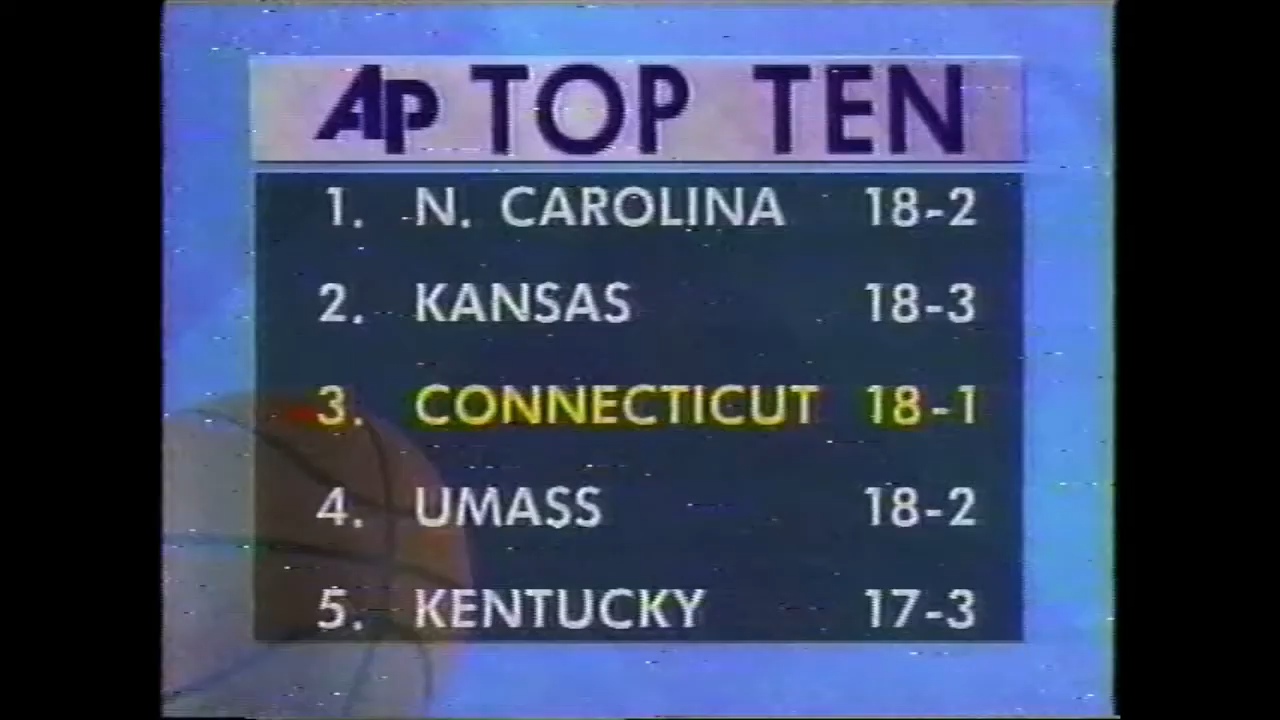 AP TOP TEN
1. N. CAROLINA 18-2
2. KANSAS 18-3
3. CONNECTICUT 18-1
4. UMASS 18-2
5. KENTUCKY 17-3